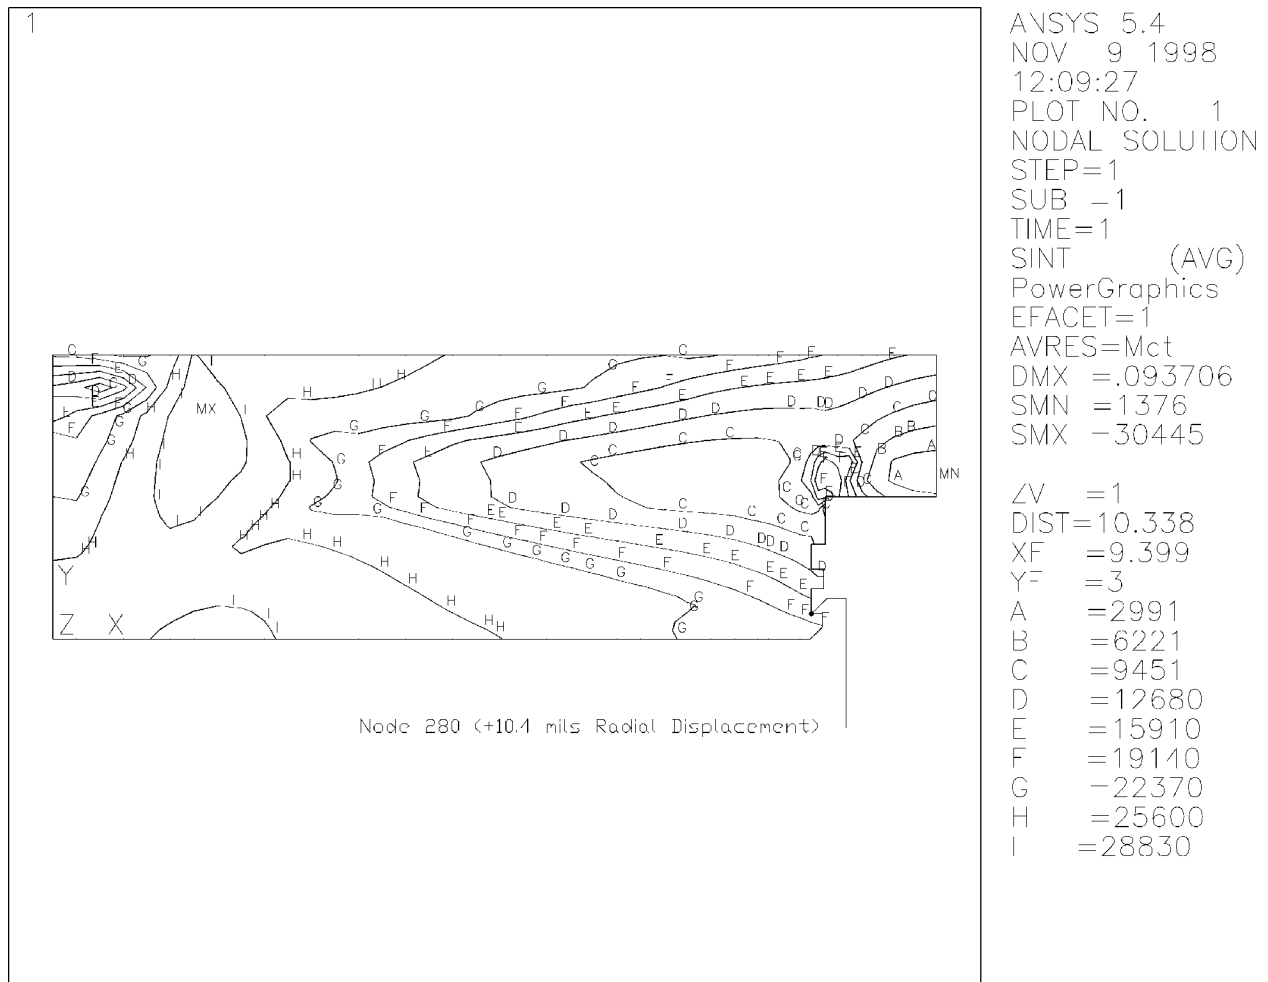 1
ANSYS 5.4
NOV 9 1998
12:09:27
PLOT NO. 1
NODAL SOLUTION
STEP=1
SUB =1
TIME=1
SINT (AVG)
PowerGraphics
EFACET=1
AVRES=Mat
DMX =.093706
SMN =1376
SMX =30445
ZV =1
DIST=10.338
XF =9.399
YF =3
A =2991
B =6221
C =9451
D =12680
E =15910
F =19140
G =22370
H =25600
I =28830
MX
MN
Y
Z X
Node 280 (+10.4 mils Radial Displacement)